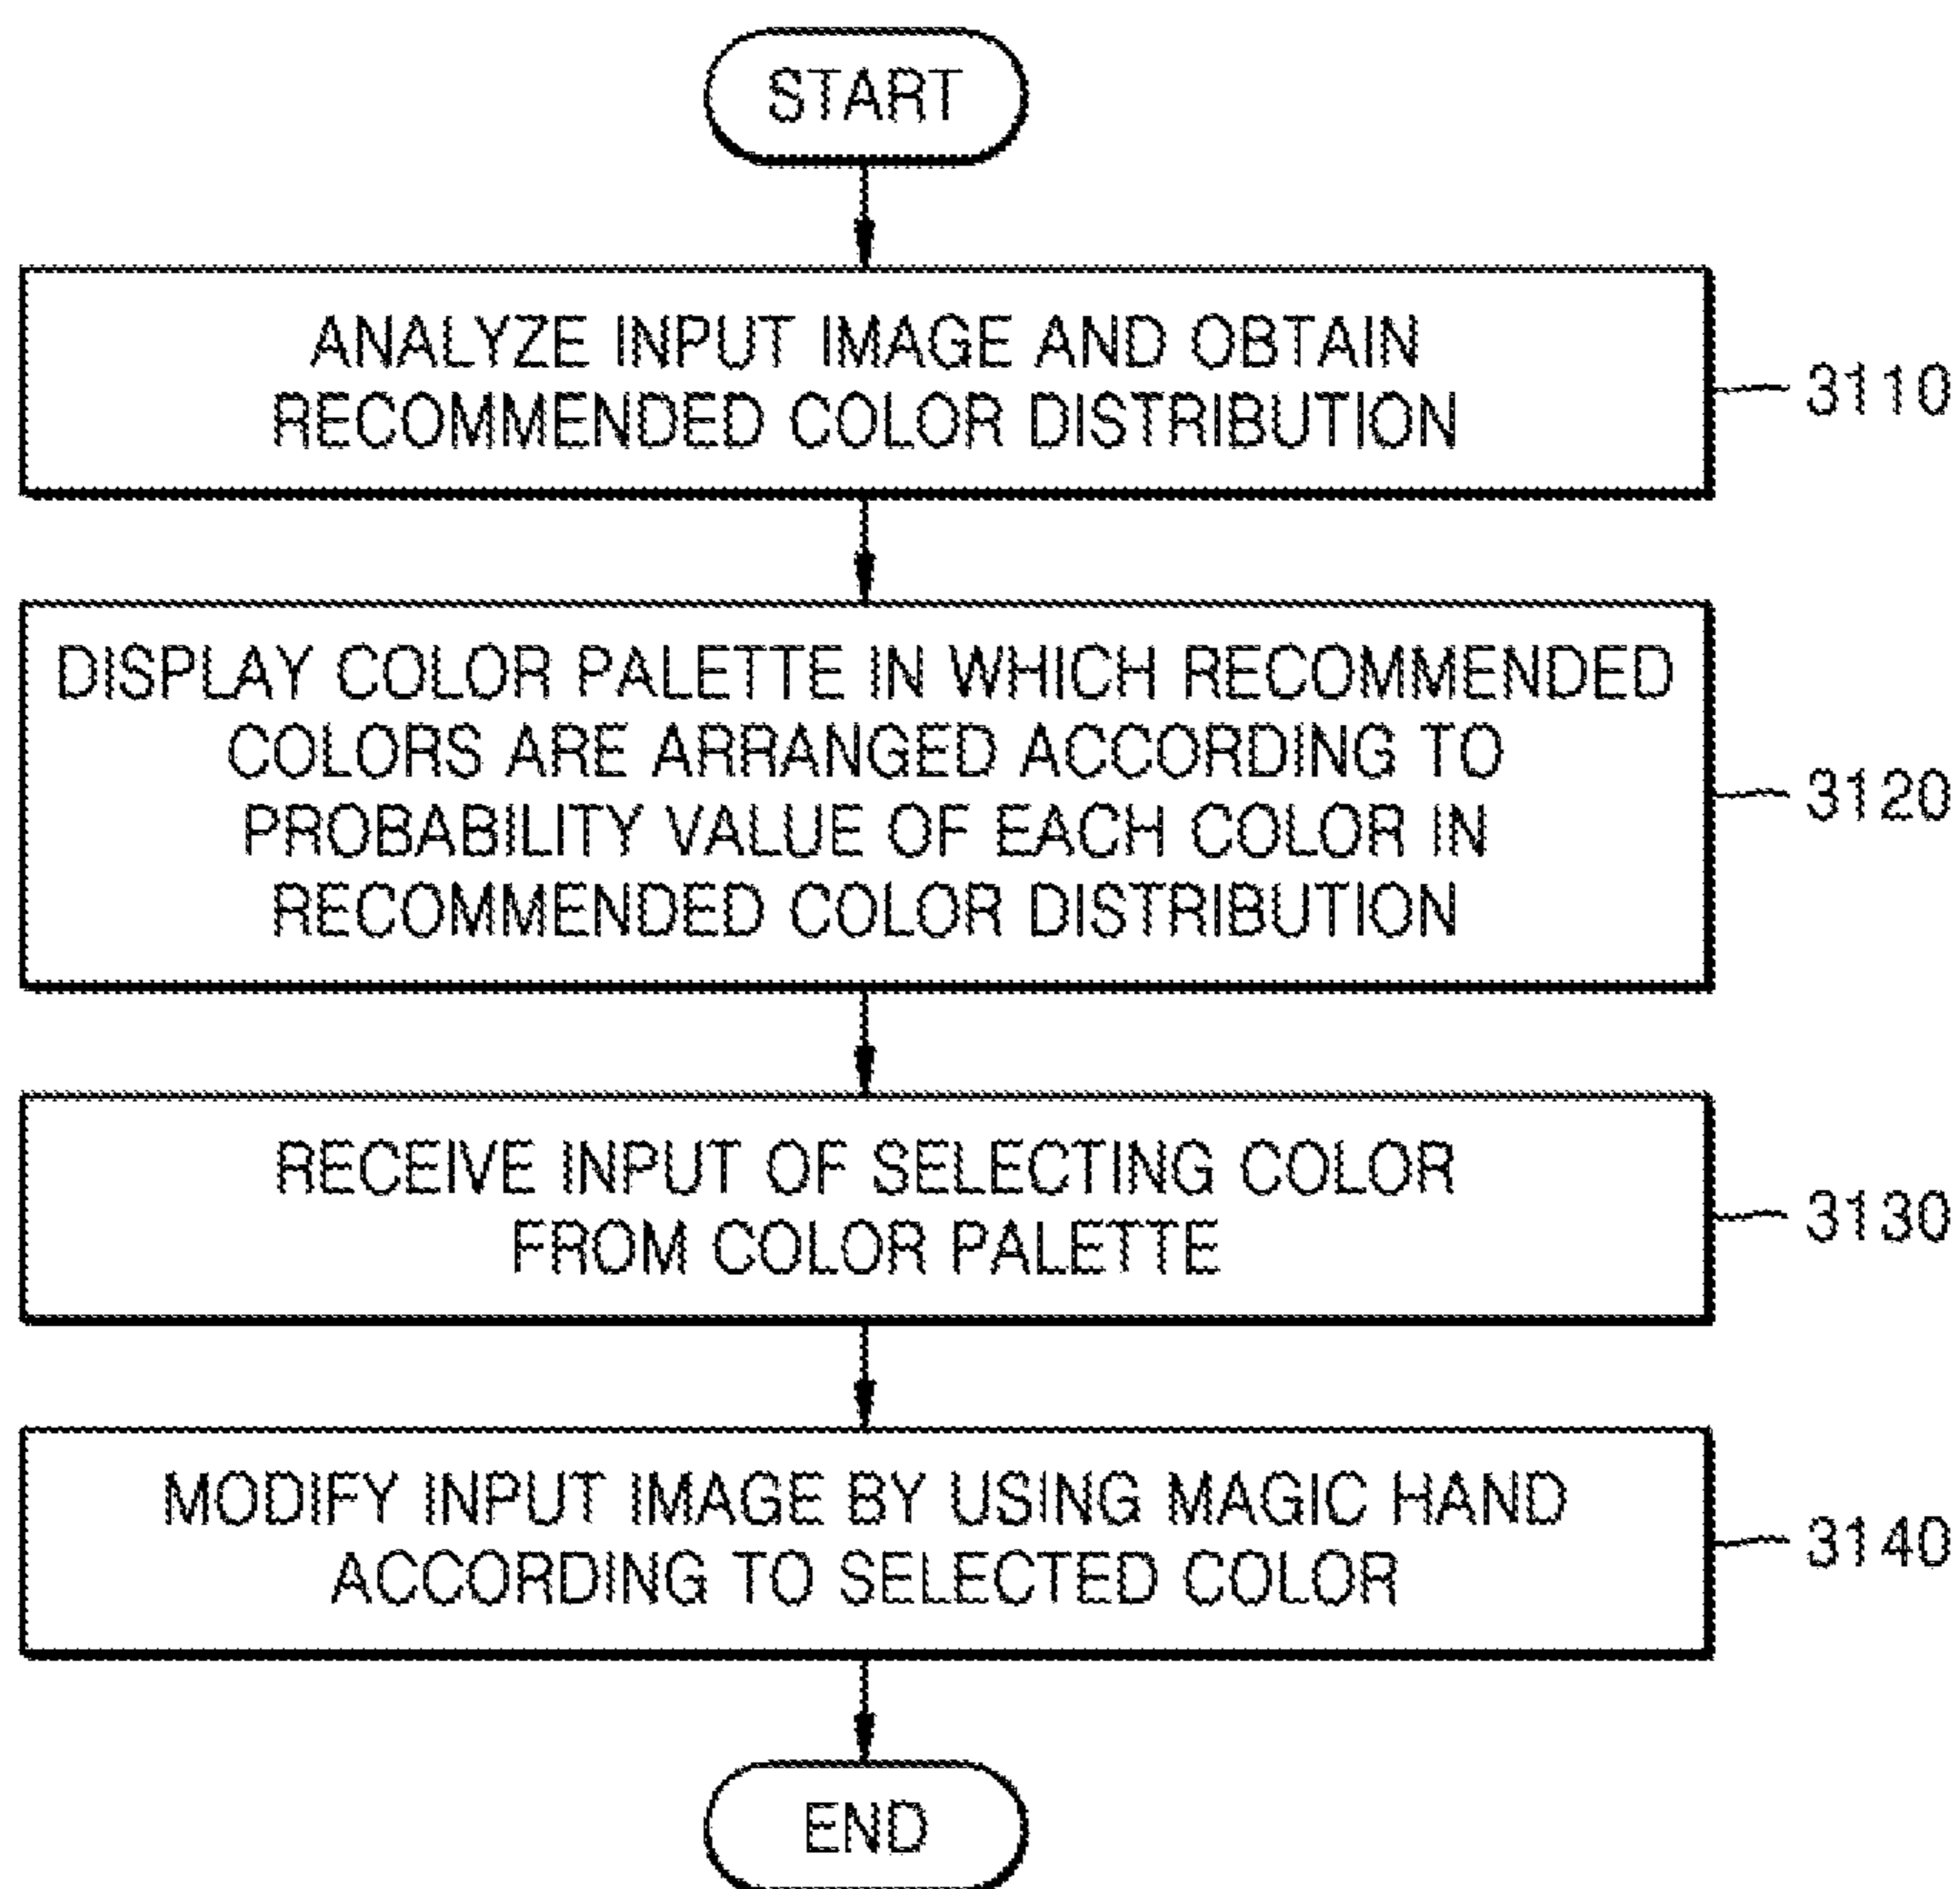 START
ANALYZE INPUT IMAGE AND OBTAIN
RECOMMENDED COLOR DISTRIBUTION
3110
DISPLAY COLOR PALETTE IN WHICH RECOMMENDED
COLORS ARE ARRANGED ACCORDING TO
PROBABILITY VALUE OF EACH COLOR IN
RECOMMENDED COLOR DISTRIBUTION
3120
RECEIVE INPUT OF SELECTING COLOR
FROM COLOR PALETTE
3130
MODIFY INPUT IMAGE BY USING MAGIC HAND
ACCORDING TO SELECTED COLOR
3140
END